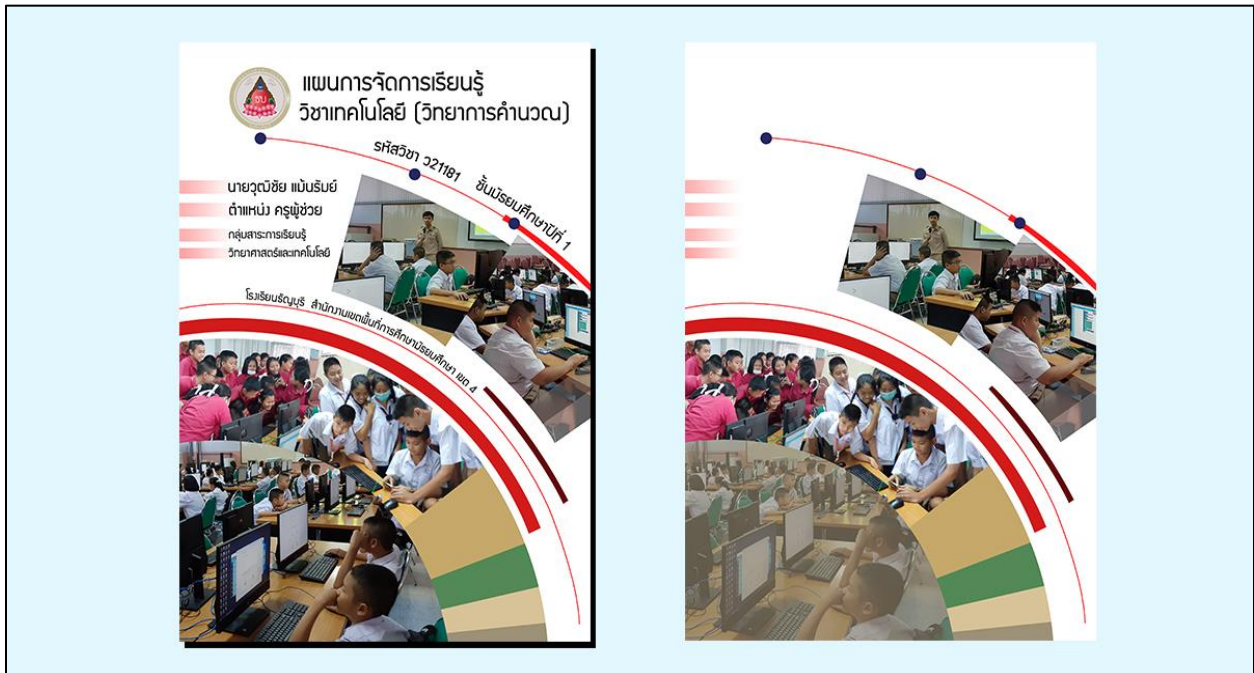 แผนการจัดการเรียนรู้
วิชาเทคโนโลยี (วิทยาการคำนวณ)
รหัสวิชา ว21181 ชั้นมัธยมศึกษาปีที่ 1
นายวุฒิชัย แม้นรัมย์
ตำแหน่ง ครูผู้ช่วย
กลุ่มสาระการเรียนรู้
วิทยาศาสตร์และเทคโนโลยี
โรงเรียนธัญบุรี สำนักงานเขตพื้นที่การศึกษามัธยมศึกษา เขต 4
ธบ